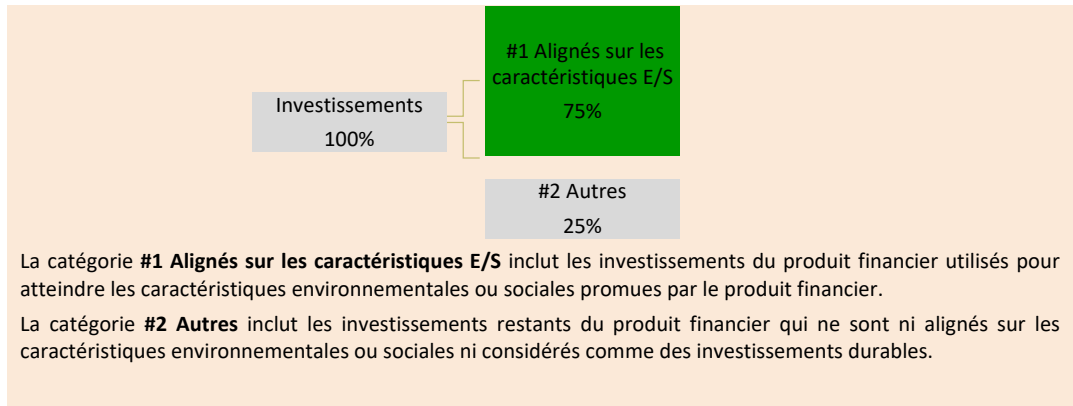 #1 Alignés sur les
caractéristiques E/S
75%
Investissements
100%
#2 Autres
25%
La catégorie #1 Alignés sur les caractéristiques E/S inclut les investissements du produit financier utilisés pour
atteindre les caractéristiques environnementales ou sociales promues par le produit financier.
La catégorie #2 Autres inclut les investissements restants du produit financier qui ne sont ni alignés sur les
caractéristiques environnementales ou sociales ni considérés comme des investissements durables.